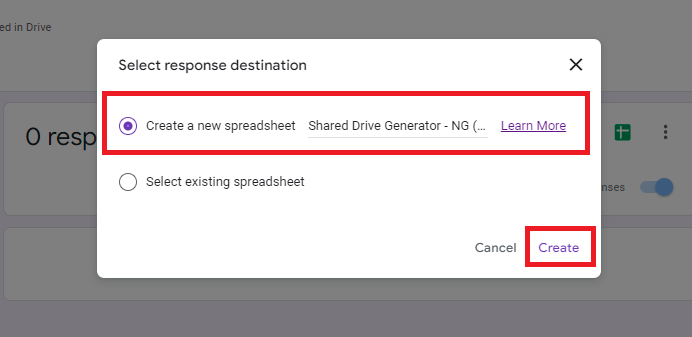 ed in Drive
Select response destination
0 resp
Create a new spreadsheet Shared Drive Generator - NG (... Learn More
Select existing spreadsheet
nses
Cancel Create